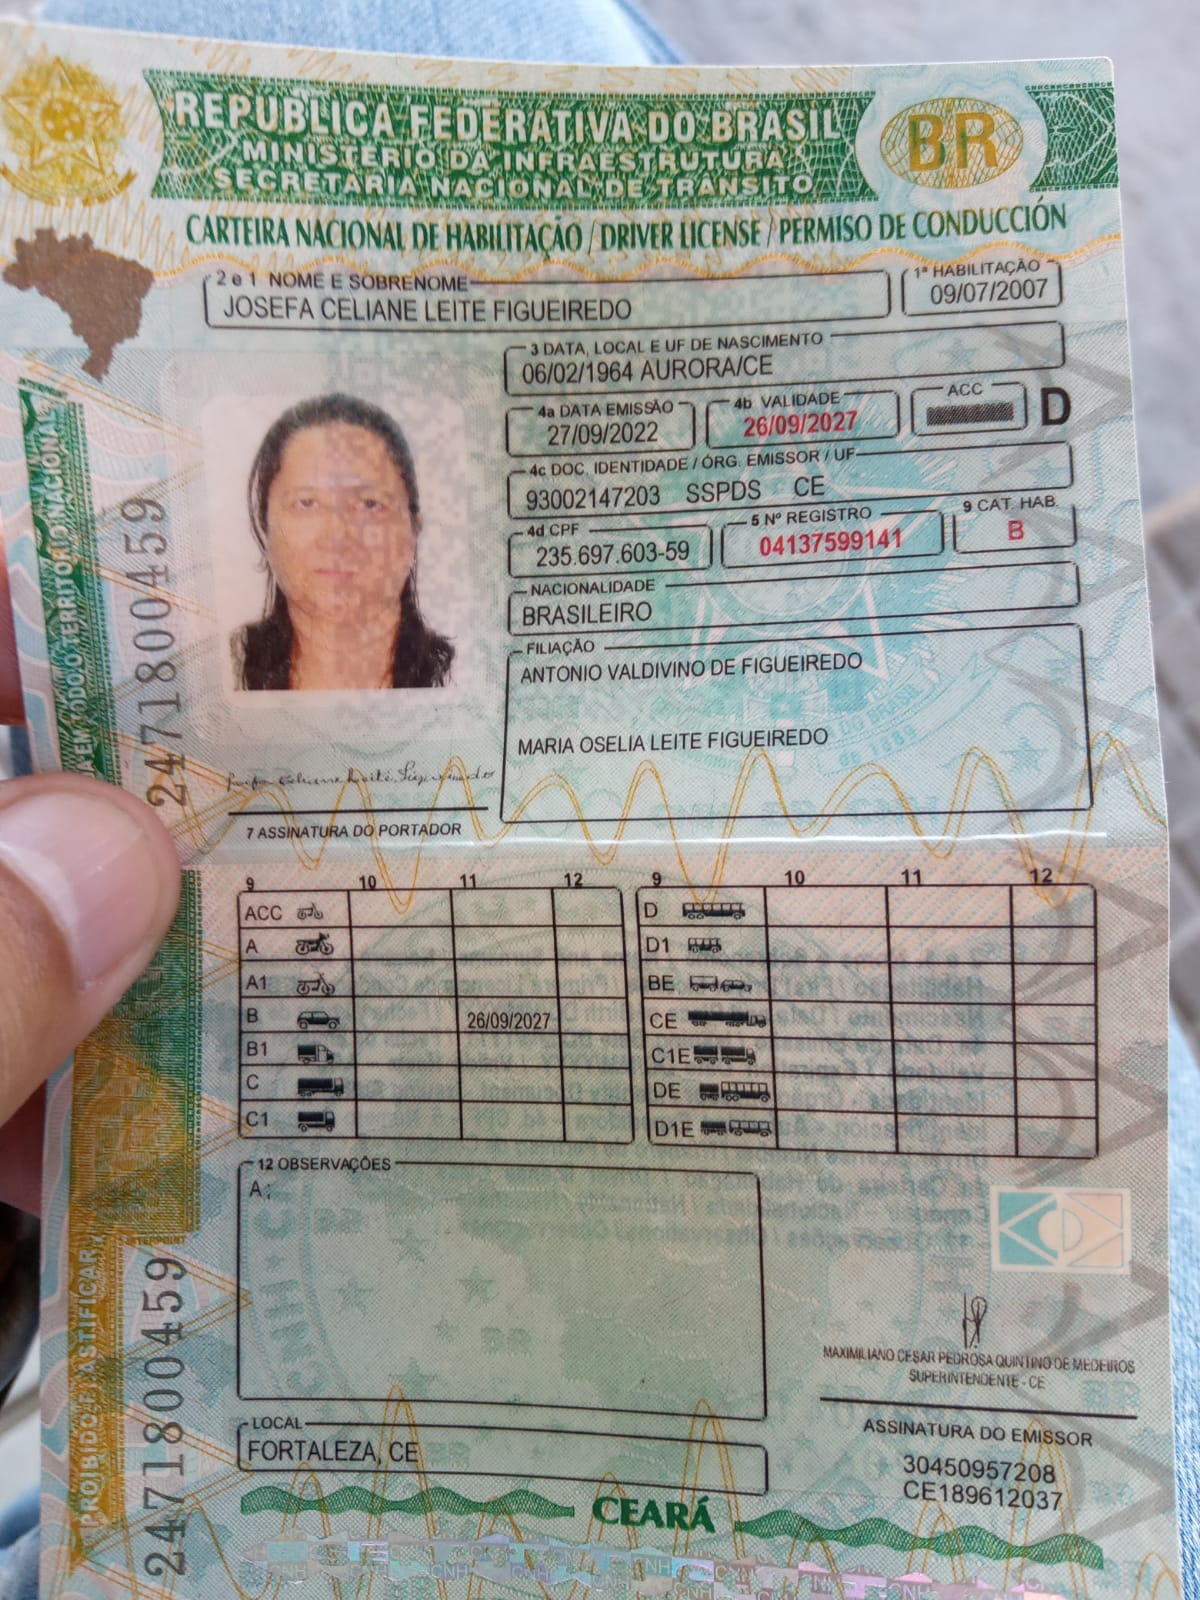 REPÚBLICA FEDERATIVA DO BRASIL
MINISTÉRIO DA INFRAESTRUTURA
SECRETARIA NACIONAL DE TRÂNSITO
BR
CARTEIRA NACIONAL DE HABILITAÇÃO / DRIVER LICENSE / PERMISO DE CONDUCCIÓN
2 e 1 NOME E SOBRENOME
JOSEFA CELIANE LEITE FIGUEIREDO
1ª HABILITAÇÃO
09/07/2007
3 DATA, LOCAL E UF DE NASCIMENTO
06/02/1964 AURORA/CE
4a DATA EMISSÃO
27/09/2022
4b VALIDADE
26/09/2027
ACC
D
4c DOC. IDENTIDADE / ÓRG. EMISSOR / UF
93002147203 SSPDS CE
4d CPF
235.697.603-59
5 Nº REGISTRO
04137599141
9 CAT. HAB.
B
NACIONALIDADE
BRASILEIRO
FILIAÇÃO
ANTONIO VALDIVINO DE FIGUEIREDO
MARIA OSELIA LEITE FIGUEIREDO
EM TODO O TERRITÓRIO NACIONAL
2471800459
Josefa Celiane Leite Figueiredo
7 ASSINATURA DO PORTADOR
9 10 11 12
ACC
A
A1
B 26/09/2027
B1
C
C1
9 10 11 12
D
D1
BE
CE
C1E
DE
D1E
12 OBSERVAÇÕES
A;
PROIBIDO PLASTIFICAR
2471800459
MAXIMILIANO CESAR PEDROSA QUINTINO DE MEDEIROS
SUPERINTENDENTE - CE
ASSINATURA DO EMISSOR
30450957208
CE189612037
LOCAL
FORTALEZA, CE
CEARÁ